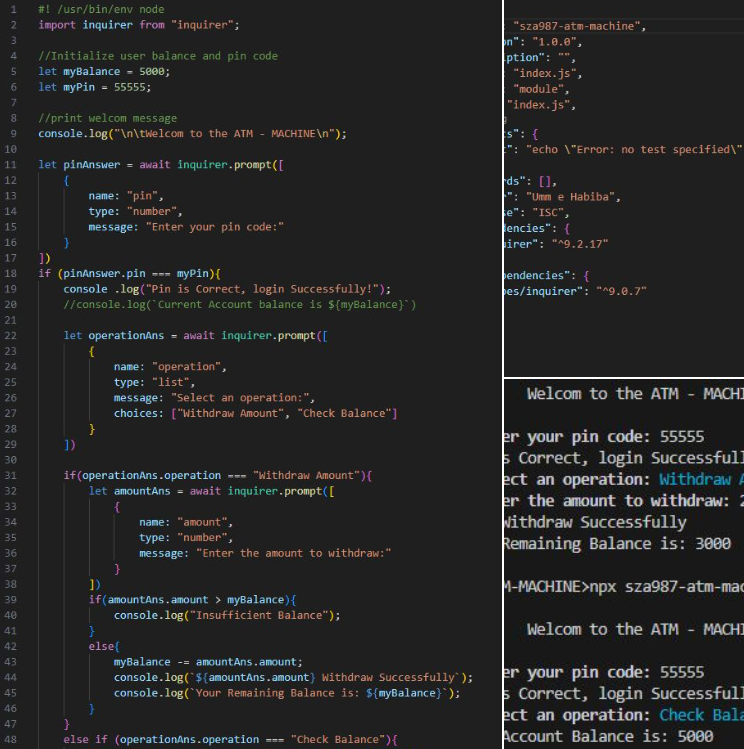 1 #! /usr/bin/env node
2 import inquirer from "inquirer";
3
4 //Initialize user balance and pin code
5 let myBalance = 5000;
6 let myPin = 55555;
7
8 //print welcom message
9 console.log("\n\tWelcom to the ATM - MACHINE\n");
10
11 let pinAnswer = await inquirer.prompt([
12 {
13 name: "pin",
14 type: "number",
15 message: "Enter your pin code:"
16 }
17 ])
18 if (pinAnswer.pin === myPin){
19 console .log("Pin is Correct, login Successfully!");
20 //console.log(`Current Account balance is ${myBalance}`)
21
22 let operationAns = await inquirer.prompt([
23 {
24 name: "operation",
25 type: "list",
26 message: "Select an operation:",
27 choices: ["Withdraw Amount", "Check Balance"]
28 }
29 ])
30
31 if(operationAns.operation === "Withdraw Amount"){
32 let amountAns = await inquirer.prompt([
33 {
34 name: "amount",
35 type: "number",
36 message: "Enter the amount to withdraw:"
37 }
38 ])
39 if(amountAns.amount > myBalance){
40 console.log("Insufficient Balance");
41 }
42 else{
43 myBalance -= amountAns.amount;
44 console.log(`${amountAns.amount} Withdraw Successfully`);
45 console.log(`Your Remaining Balance is: ${myBalance}`);
46 }
47 }
48 else if (operationAns.operation === "Check Balance"){
"sza987-atm-machine",
on": "1.0.0",
ption": "",
"index.js",
"module",
"index.js",
ts": {
": "echo \"Error: no test specified\"
rds": [],
r": "Umm e Habiba",
se": "ISC",
dencies": {
uirer": "^9.2.17"
pendencies": {
pes/inquirer": "^9.0.7"
Welcom to the ATM - MACHI
er your pin code: 55555
s Correct, login Successfull
ect an operation: Withdraw A
er the amount to withdraw: 2
Withdraw Successfully
Remaining Balance is: 3000
M-MACHINE>npx sza987-atm-mac
Welcom to the ATM - MACHI
er your pin code: 55555
s Correct, login Successfull
ect an operation: Check Bala
Account Balance is: 5000